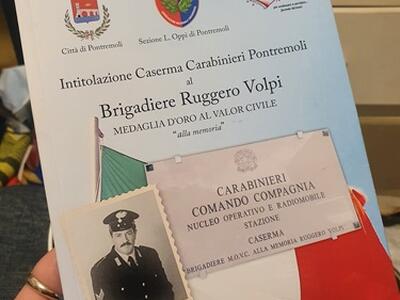 Città di Pontremoli
Sezione L. Oppi di Pontremoli
Intitolazione Caserma Carabinieri Pontremoli
al
Brigadiere Ruggero Volpi
MEDAGLIA D'ORO AL VALOR CIVILE
"alla memoria"
CARABINIERI
COMANDO COMPAGNIA
NUCLEO OPERATIVO E RADIOMOBILE
STAZIONE
CASERMA
BRIGADIERE M.O.V.C. ALLA MEMORIA RUGGERO VOLPI